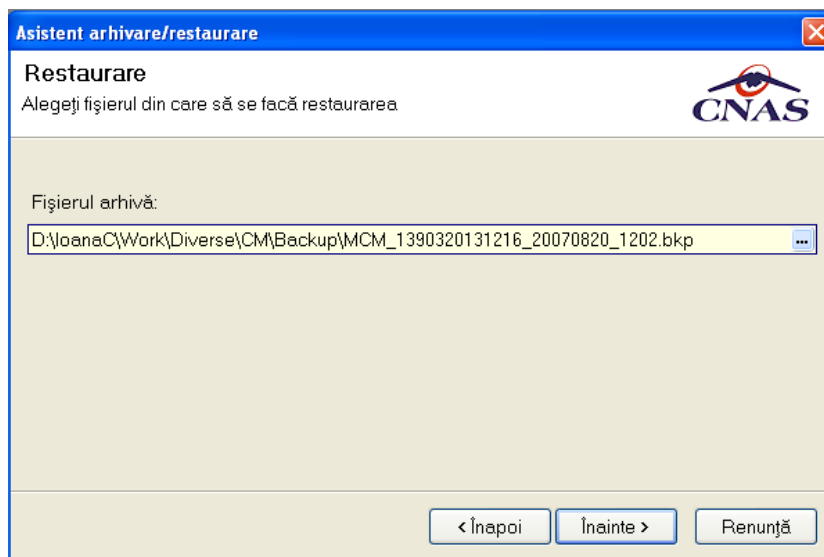 Asistent arhivare/restaurare
Restaurare
Alegeţi fişierul din care să se facă restaurarea
CNAS
Fişierul arhivă:
D:\IoanaC\Work\Diverse\CM\Backup\MCM_1390320131216_20070820_1202.bkp
...
< Înapoi
Înainte >
Renunţă